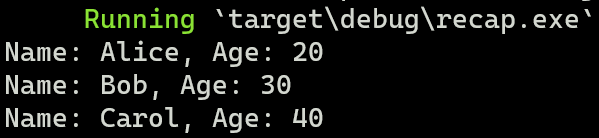 Running `target\debug\recap.exe`
Name: Alice, Age: 20
Name: Bob, Age: 30
Name: Carol, Age: 40